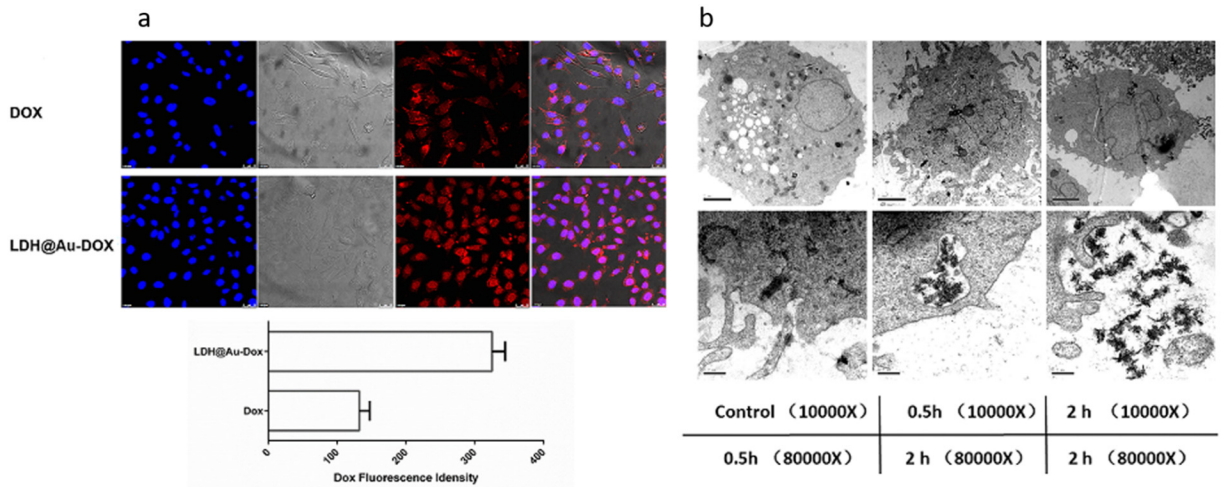 a
b
DOX
LDH@Au-DOX
LDH@Au-Dox
Dox
0
100
200
300
400
Dox Fluorescence Idensity
Control （10000X） 0.5h （10000X） 2 h （10000X）
0.5h （80000X） 2 h （80000X） 2 h （80000X）